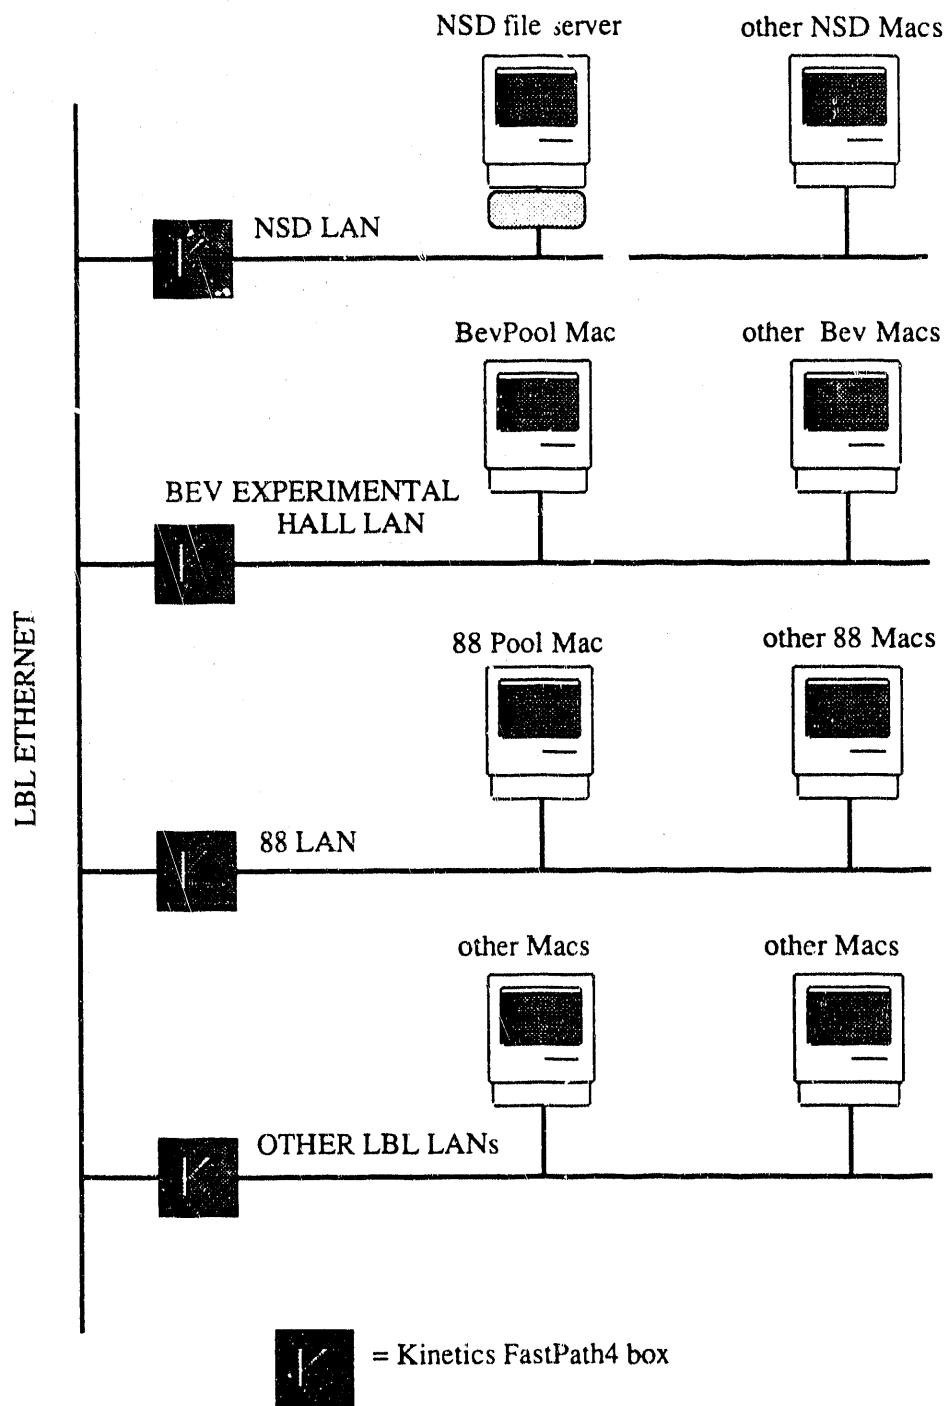 NSD file server
other NSD Macs
NSD LAN
BevPool Mac
other Bev Macs
BEV EXPERIMENTAL
HALL LAN
LBL ETHERNET
88 Pool Mac
other 88 Macs
88 LAN
other Macs
other Macs
OTHER LBL LANs
= Kinetics FastPath4 box